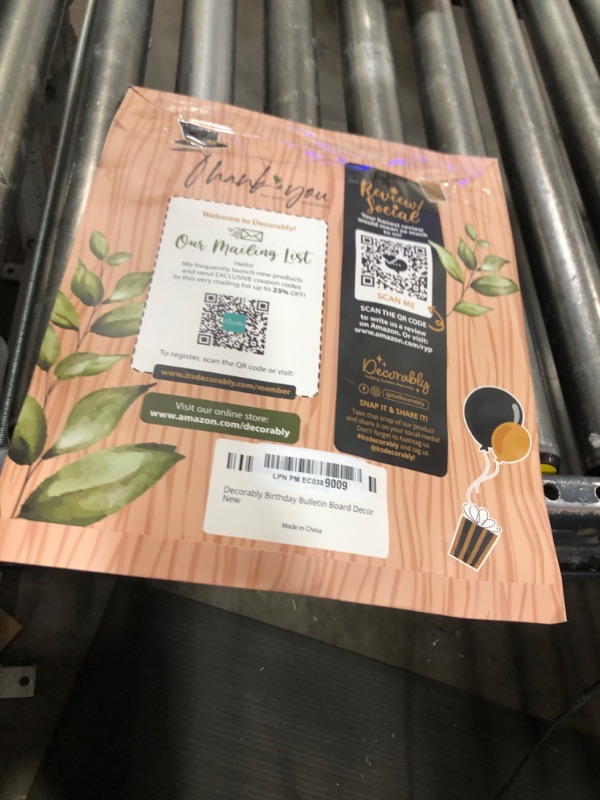 Thank you
Welcome to Decorably!
Our Mailing List
Hello!
We frequently launch new products
and send EXCLUSIVE coupon codes
to this very mailing list up to 25% OFF!
To register, scan the QR code or visit:
www.itsdecorably.com/member
Visit our online store:
www.amazon.com/decorably
Review/
Social
Your honest review
would mean so much
to us!
SCAN ME
SCAN THE QR CODE
to write us a review
on Amazon. Or visit:
www.amazon.com/ryp
Decorably
@itsdecorably
SNAP IT & SHARE IT!
Take that snap of our product
and share it on your social media!
Don't forget to hashtag us
#itsdecorably and tag us
@itsdecorably!
LPN PM EC038 9009
Decorably Birthday Bulletin Board Decor
New
Made in China